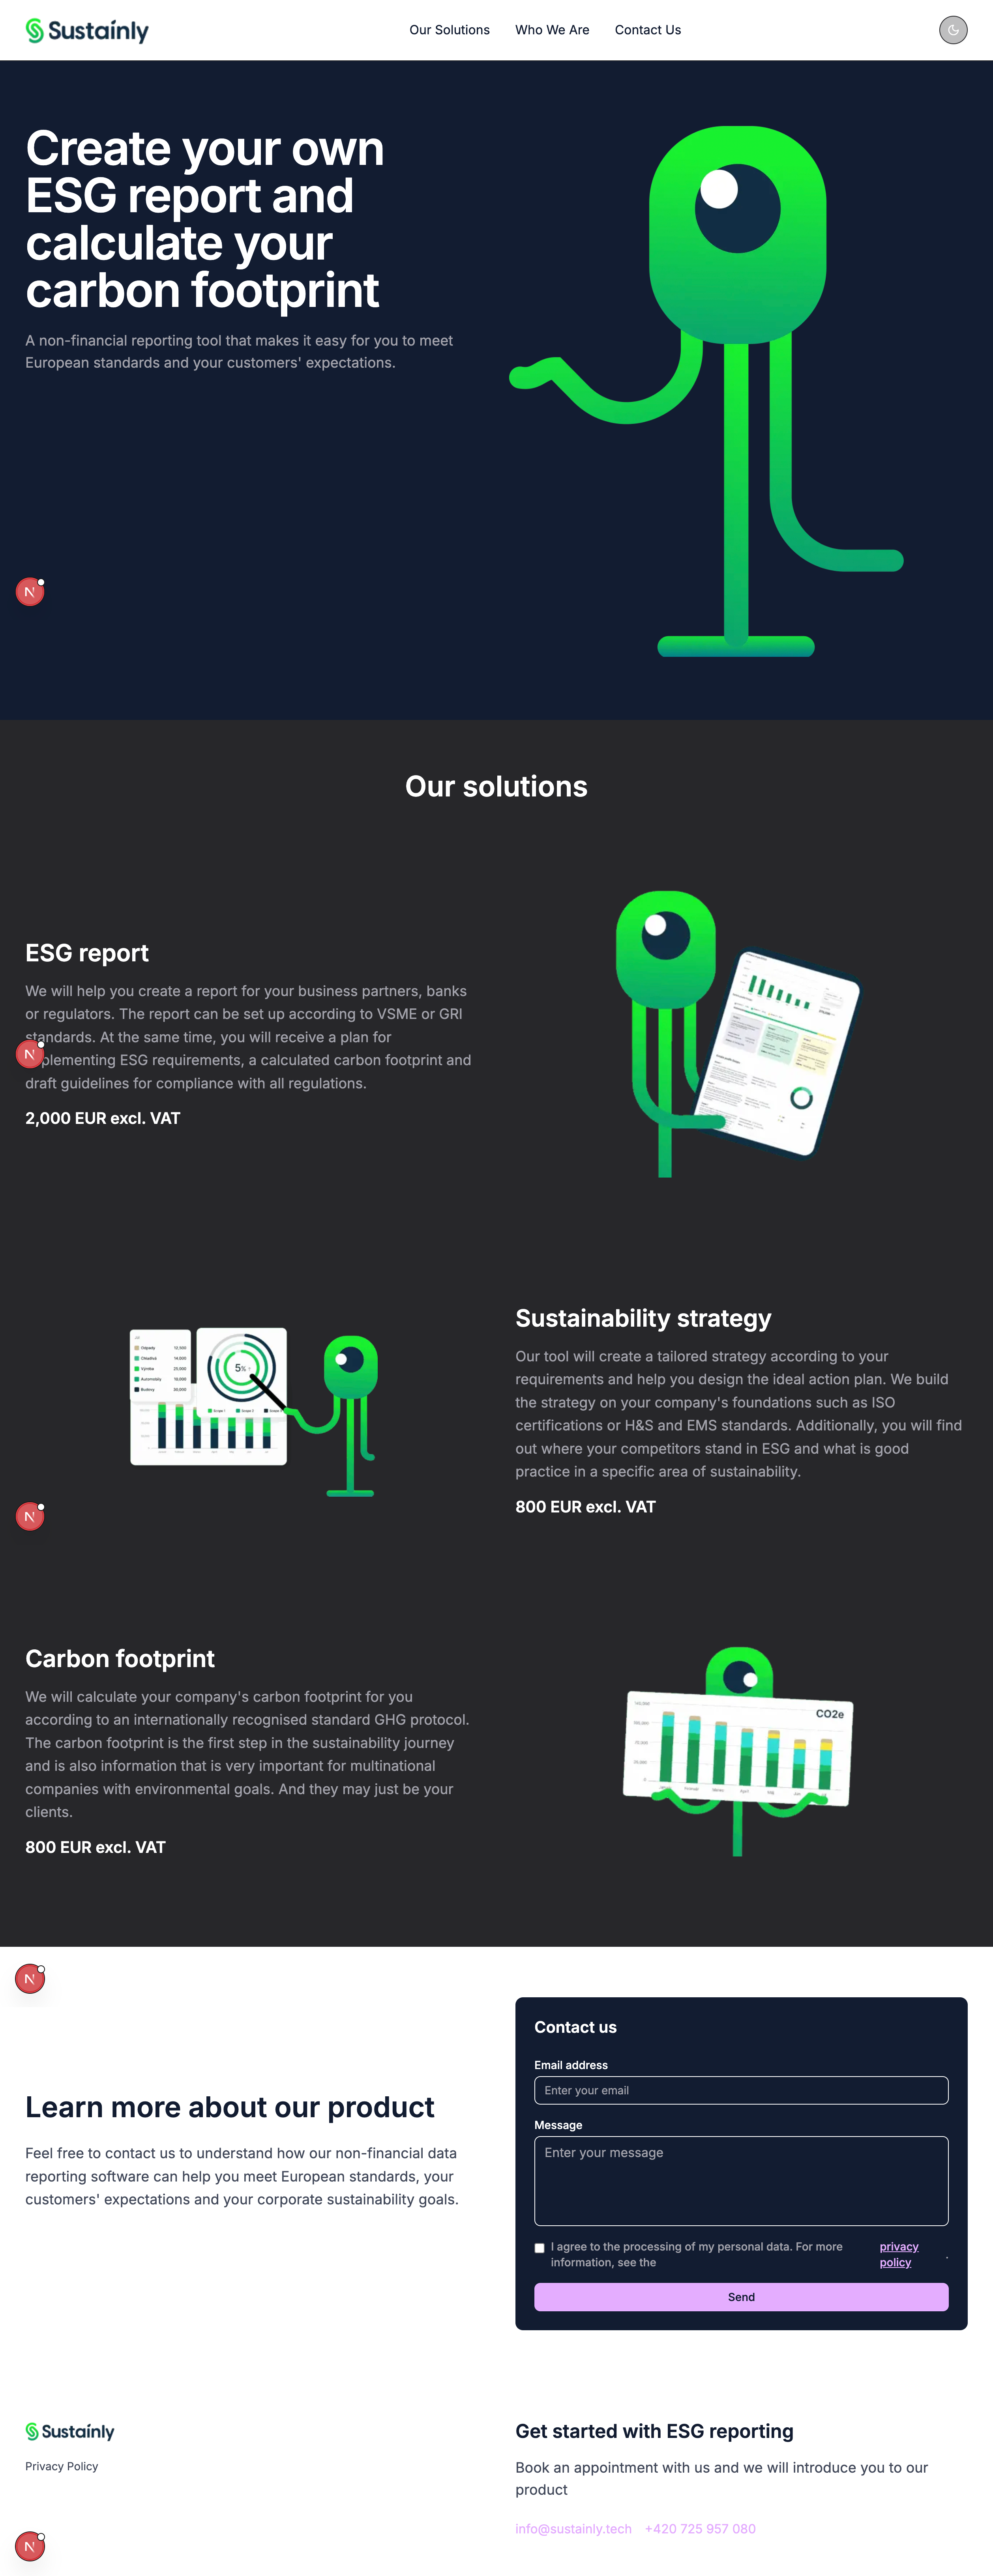 Sustainly
Our Solutions
Who We Are
Contact Us
Create your own
ESG report and
calculate your
carbon footprint
A non-financial reporting tool that makes it easy for you to meet
European standards and your customers' expectations.
N
Our solutions
ESG report
We will help you create a report for your business partners, banks
or regulators. The report can be set up according to VSME or GRI
standards. At the same time, you will receive a plan for
implementing ESG requirements, a calculated carbon footprint and
draft guidelines for compliance with all regulations.
N
2,000 EUR excl. VAT
5%
Sustainability strategy
Our tool will create a tailored strategy according to your
requirements and help you design the ideal action plan. We build
the strategy on your company's foundations such as ISO
certifications or H&S and EMS standards. Additionally, you will find
out where your competitors stand in ESG and what is good
practice in a specific area of sustainability.
800 EUR excl. VAT
N
Carbon footprint
We will calculate your company's carbon footprint for you
according to an internationally recognised standard GHG protocol.
The carbon footprint is the first step in the sustainability journey
and is also information that is very important for multinational
companies with environmental goals. And they may just be your
clients.
800 EUR excl. VAT
CO2e
N
Learn more about our product
Feel free to contact us to understand how our non-financial data
reporting software can help you meet European standards, your
customers' expectations and your corporate sustainability goals.
Contact us
Email address
Enter your email
Message
Enter your message
I agree to the processing of my personal data. For more
information, see the
privacy
policy
.
Send
Sustainly
Privacy Policy
Get started with ESG reporting
Book an appointment with us and we will introduce you to our
product
info@sustainly.tech +420 725 957 080
N